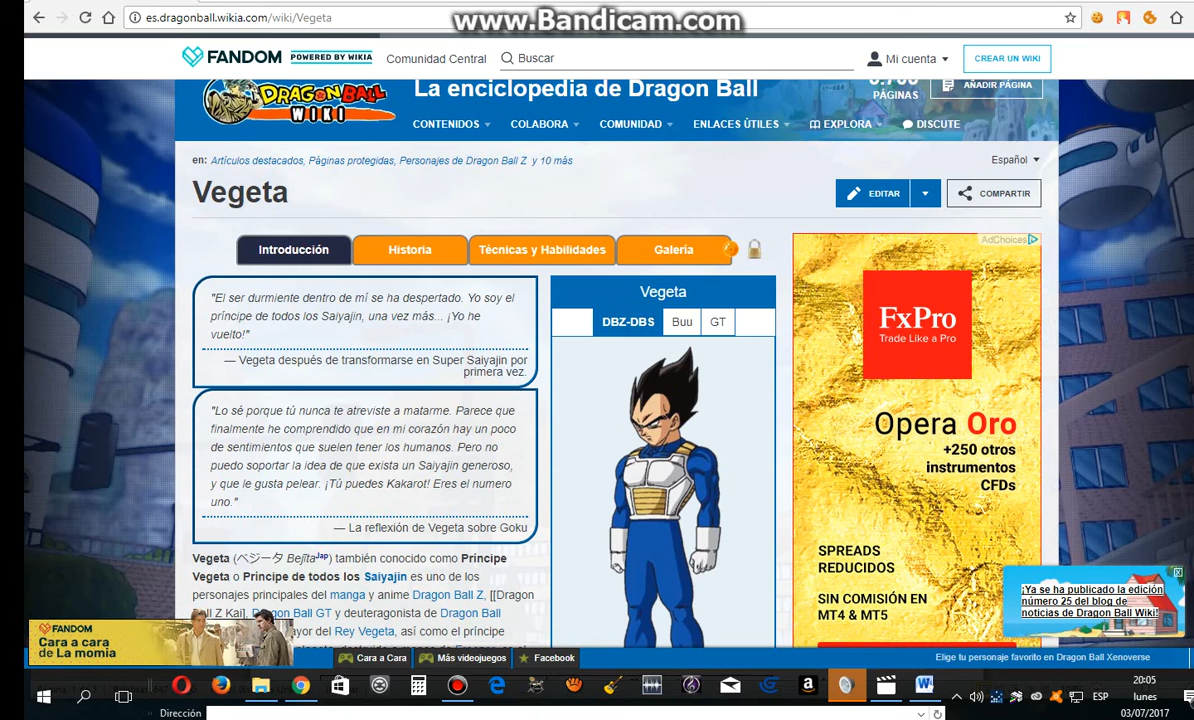 www.Bandicam.com
es.dragonball.wikia.com/wiki/Vegeta
FANDOM POWERED BY WIKIA Comunidad Central Buscar Mi cuenta CREAR UN WIKI
DRAGON BALL
WIKI
La enciclopedia de Dragon Ball
PÁGINAS
AÑADIR PÁGINA
CONTENIDOS COLABORA COMUNIDAD ENLACES ÙTILES EXPLORA DISCUTE
en: Artículos destacados, Pàginas protegidas, Personajes de Dragon Ball Z y 10 más
Español
Vegeta
EDITAR
COMPARTIR
Introducción Historia Técnicas y Habilidades Galería
AdChoices
"El ser durmiente dentro de mí se ha despertado. Yo soy el
príncipe de todos los Saiyajin, una vez más... ¡Yo he
vuelto!"
— Vegeta después de transformarse en Super Saiyajin por
primera vez.
"Lo sé porque tú nunca te atreviste a matarme. Parece que
finalmente he comprendido que en mi corazón hay un poco
de sentimientos que suelen tener los humanos. Pero no
puedo soportar la idea de que exista un Saiyajin generoso,
y que le gusta pelear. ¡Tú puedes Kakarot! Eres el numero
uno."
— La reflexión de Vegeta sobre Goku
Vegeta (ベジータ BejītaJap) también conocido como Príncipe
Vegeta o Príncipe de todos los Saiyajin es uno de los
personajes principales del manga y anime Dragon Ball Z, [[Dragon
Ball Z Kai], Dragon Ball GT y deuteragonista de Dragon Ball
mayor del Rey Vegeta, así como el príncipe
Vegeta
DBZ-DBS Buu GT
FxPro
Trade Like a Pro
Opera Oro
+250 otros
instrumentos
CFDs
SPREADS
REDUCIDOS
SIN COMISIÓN EN
MT4 & MT5
¡Ya se ha publicado la edición
número 25 del blog de
noticias de Dragon Ball Wiki!
FANDOM
Cara a cara
de La momia
Cara a Cara Más videojuegos Facebook
Elige tu personaje favorito en Dragon Ball Xenoverse
ESP
20:05
lunes
03/07/2017
Dirección